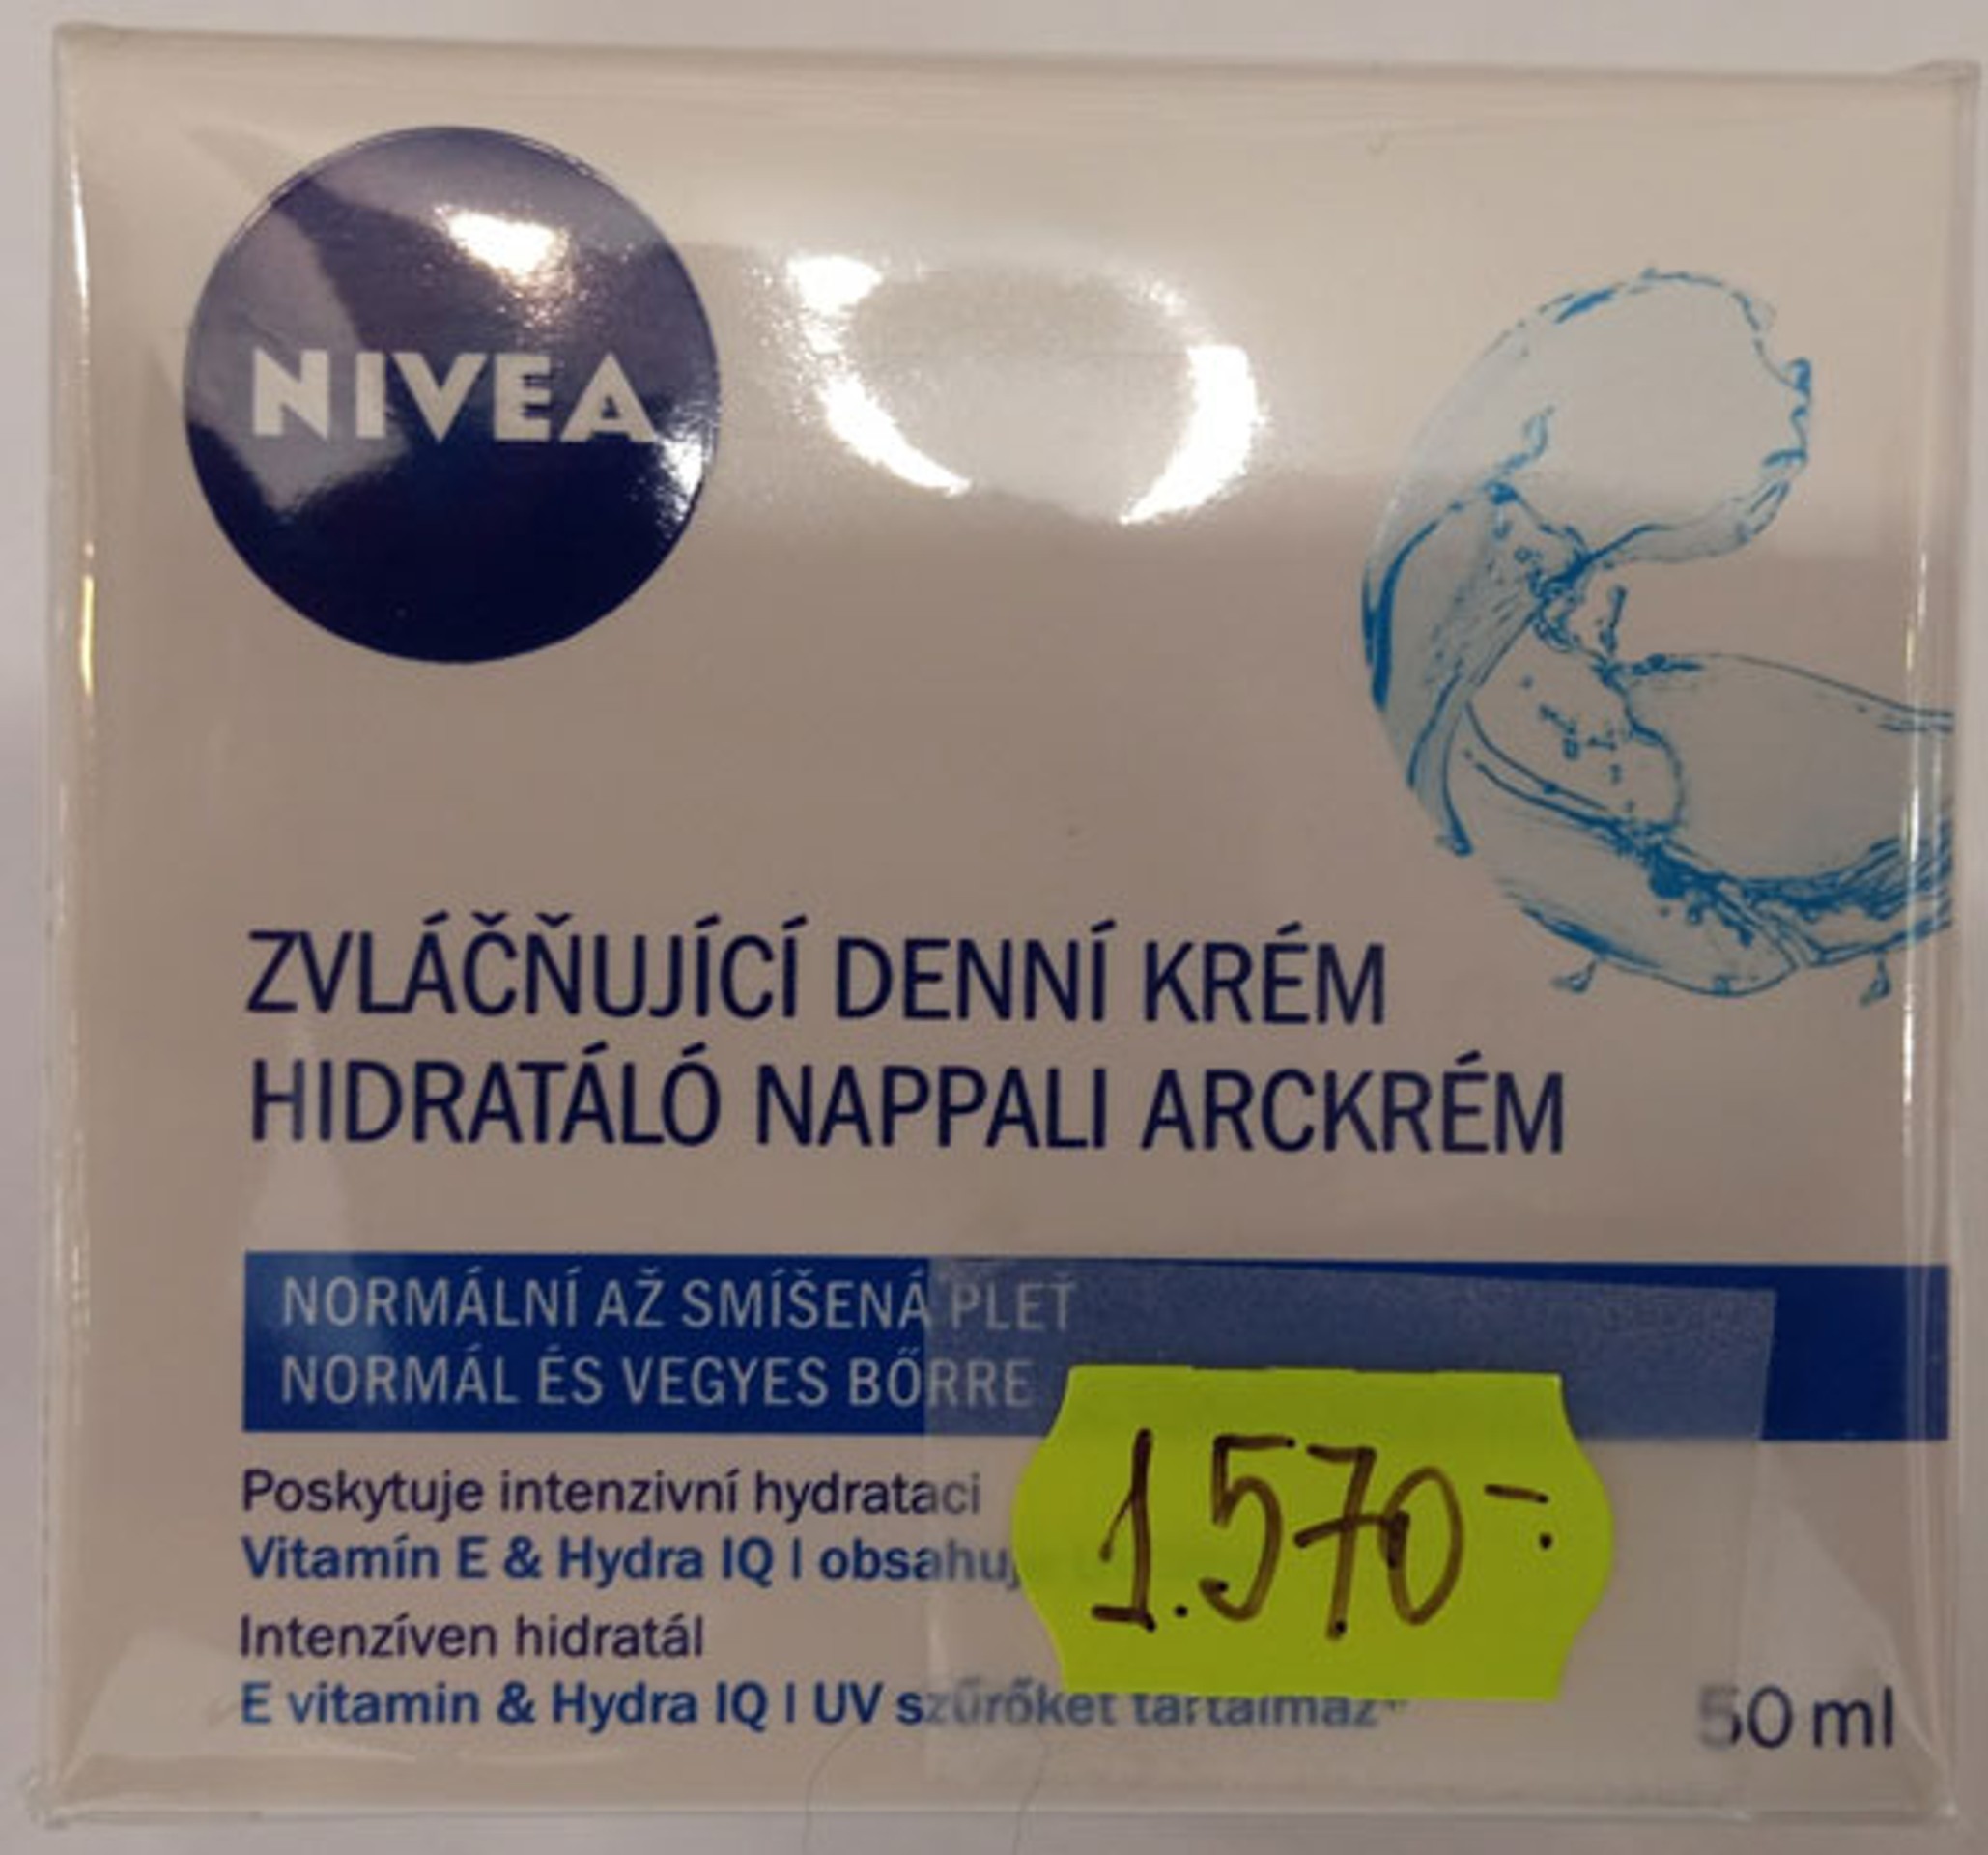 NIVEA
ZVLÁČŇUJÍCÍ DENNÍ KRÉM
HIDRATÁLÓ NAPPALI ARCKRÉM
NORMÁLNÍ AŽ SMÍŠENÁ PLEŤ
NORMÁL ÉS VEGYES BŐRRE
Poskytuje intenzivní hydrataci
Vitamín E & Hydra IQ |
1.570-
Intenzíven hidratál
E vitamin & Hydra IQ | UV szűrőket tartalmaz*
50 ml